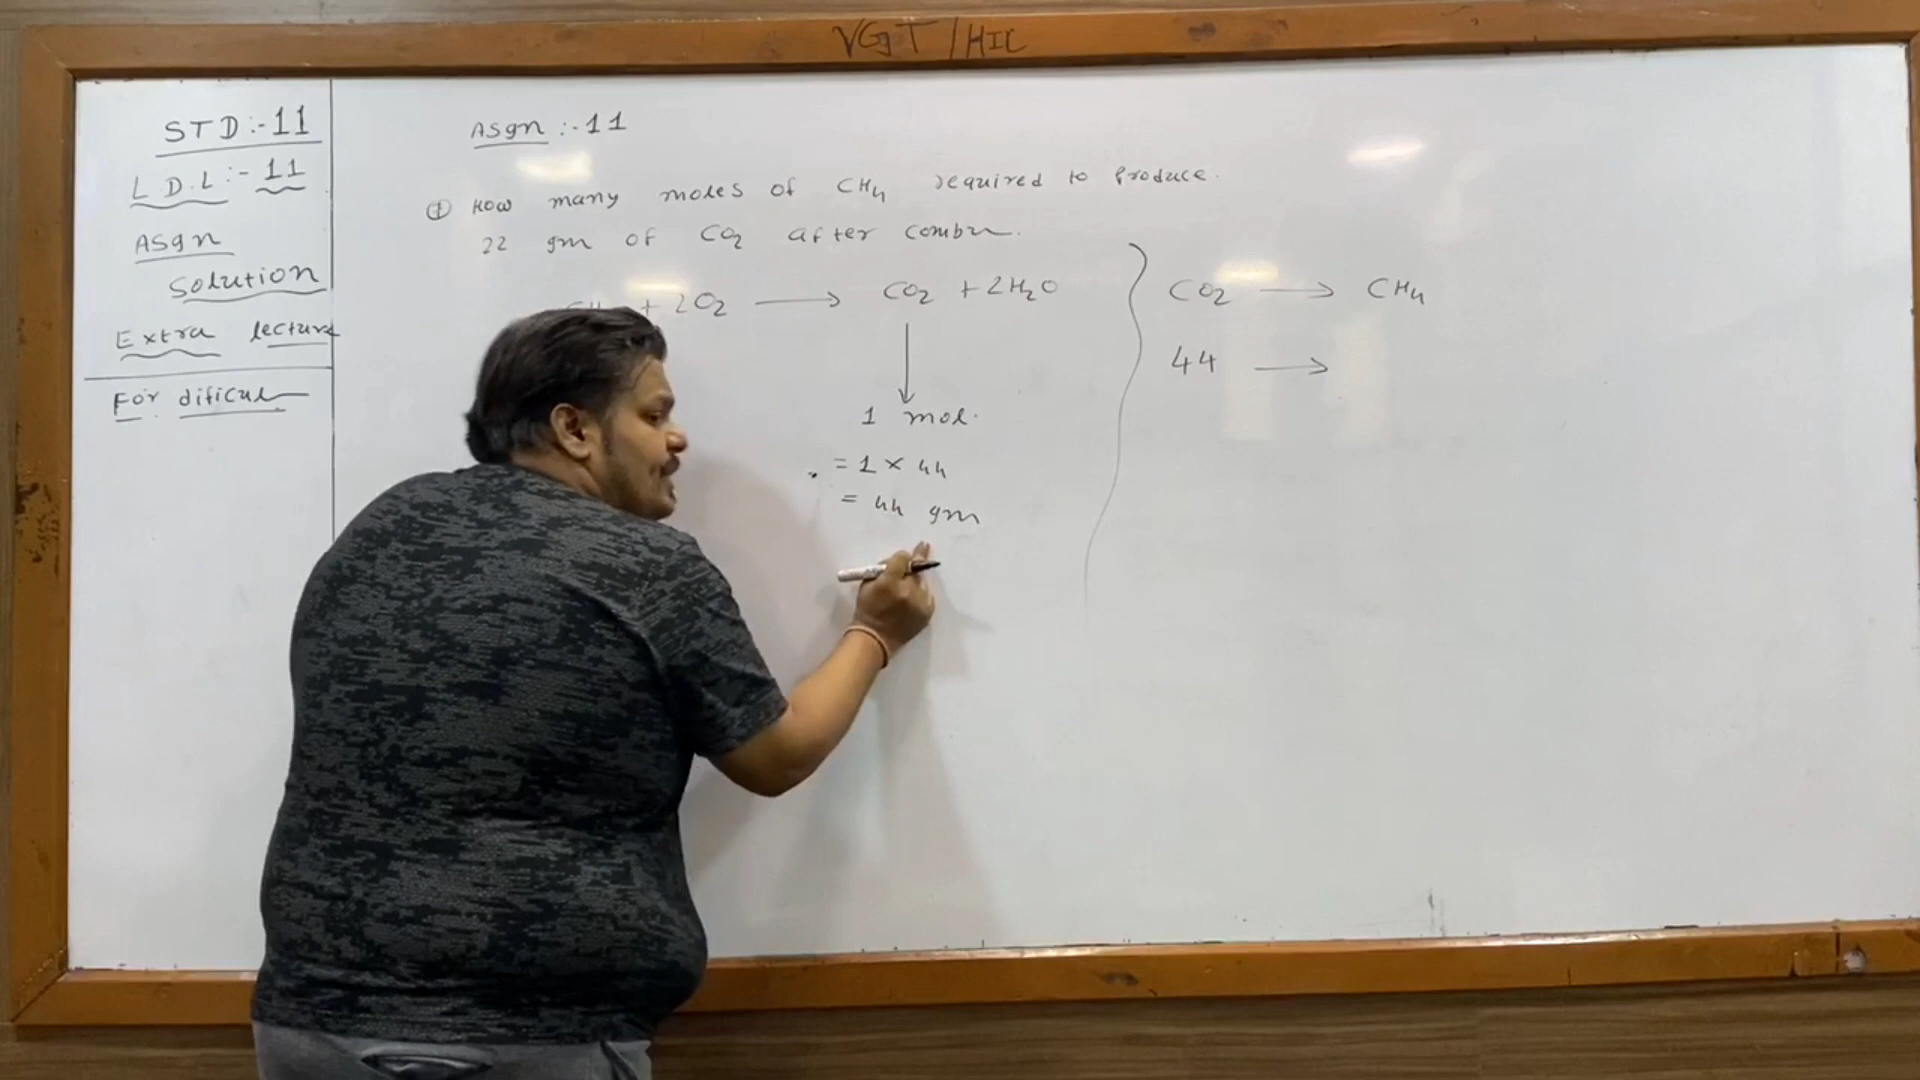 VGT/HIL
STD:-11
L D.L:- 11
Asgn
Solution
Extra lecture
For dificul
Asgn :- 11
① How many moles of CH4 required to Produce.
22 gm of CO2 after combn.
+ 2O2 ⟶ CO2 + 2H2O
1 mol.
= 1 × 44
= 44 gm
CO2 ⟶ CH4
44 ⟶